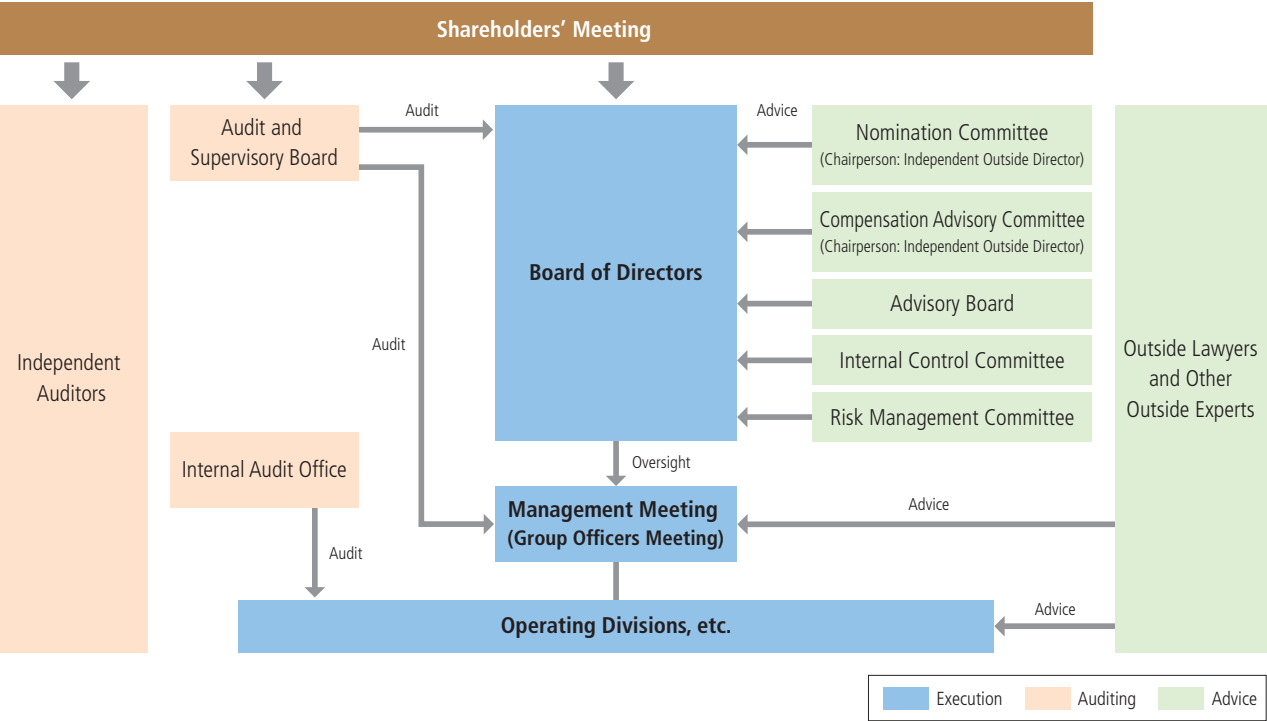 Shareholders’ Meeting
Audit and
Supervisory Board
Audit
Advice
Nomination Committee
(Chairperson: Independent Outside Director)
Compensation Advisory Committee
(Chairperson: Independent Outside Director)
Board of Directors
Advisory Board
Audit
Independent
Auditors
Internal Control Committee
Outside Lawyers
and Other
Outside Experts
Risk Management Committee
Internal Audit Office
Oversight
Management Meeting
(Group Officers Meeting)
Advice
Audit
Operating Divisions, etc.
Advice
Execution
Auditing
Advice